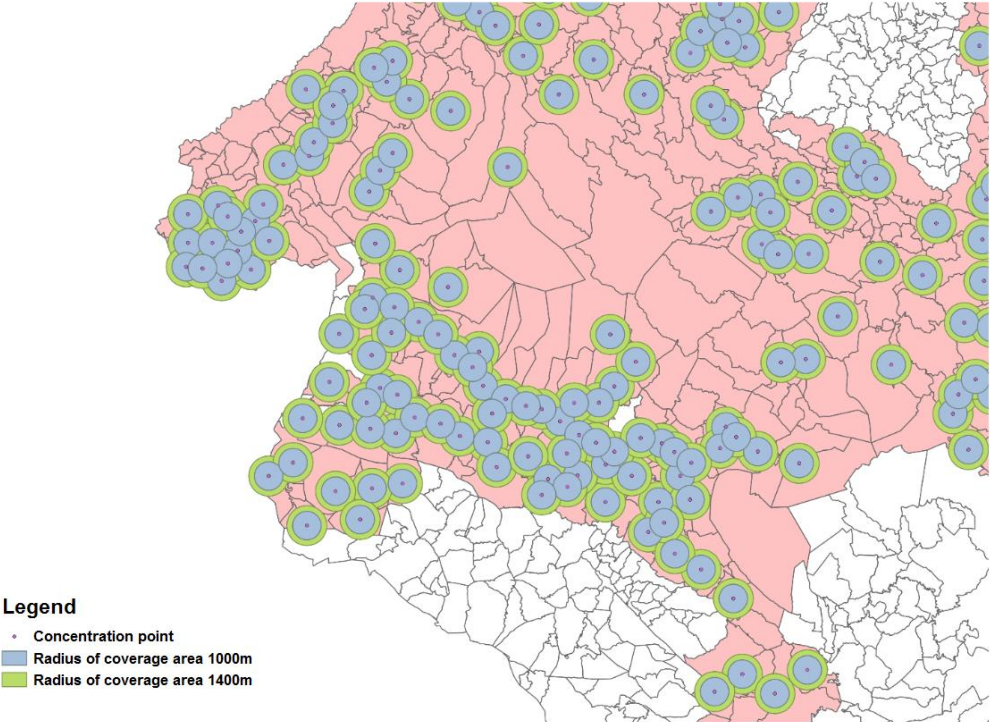 Legend
Concentration point
Radius of coverage area 1000m
Radius of coverage area 1400m